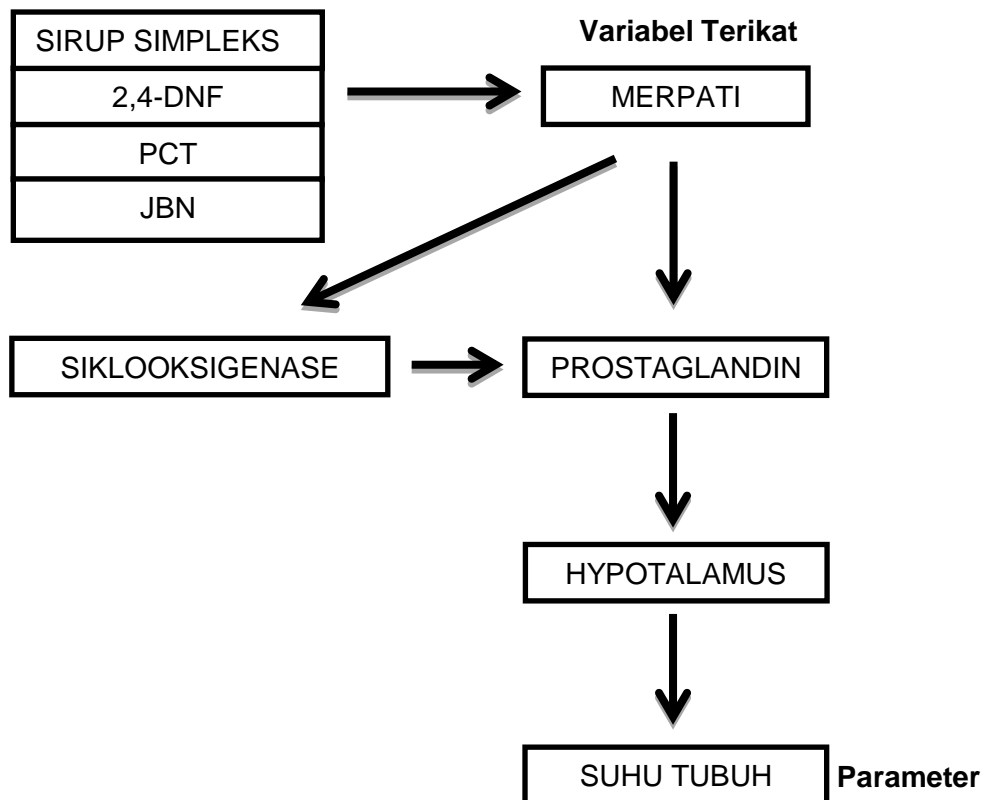 SIRUP SIMPLEKS
2,4-DNF
PCT
JBN
Variabel Terikat
MERPATI
SIKLOOKSIGENASE
PROSTAGLANDIN
HYPOTALAMUS
SUHU TUBUH
Parameter